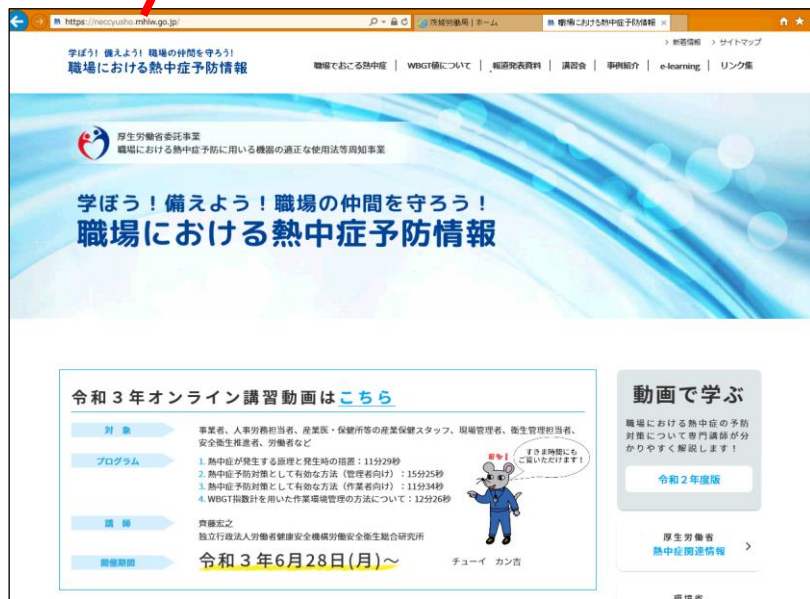 https://neccyusho.mhlw.go.jp/
茨城労働局 | ホーム
職場における熱中症予防情報
> 新着情報 > サイトマップ
学ぼう! 備えよう! 職場の仲間を守ろう!
職場における熱中症予防情報
職場でおこる熱中症 | WBGT値について | 報道発表資料 | 講習会 | 事例紹介 | e-learning | リンク集
厚生労働省委託事業
職場における熱中症予防に用いる機器の適正な使用法等周知事業
学ぼう!備えよう!職場の仲間を守ろう!
職場における熱中症予防情報
令和3年オンライン講習動画はこちら
対 象
事業者、人事労務担当者、産業医・保健所等の産業保健スタッフ、現場管理者、衛生管理担当者、
安全衛生推進者、労働者など
プログラム
1. 熱中症が発生する原理と発生時の措置:11分29秒
2. 熱中症予防対策として有効な方法(管理者向け):15分25秒
3. 熱中症予防対策として有効な方法(作業者向け):11分34秒
4. WBGT指数計を用いた作業環境管理の方法について:12分26秒
すきま時間にも
ご覧いただけます!
講 師
齊藤宏之
独立行政法人労働者健康安全機構労働安全衛生総合研究所
開催期間
令和3年6月28日(月)~
チューイ カン吉
動画で学ぶ
職場における熱中症の予防
対策について専門講師が分
かりやすく解説します!
令和2年度版
厚生労働省
熱中症関連情報 >
環境省